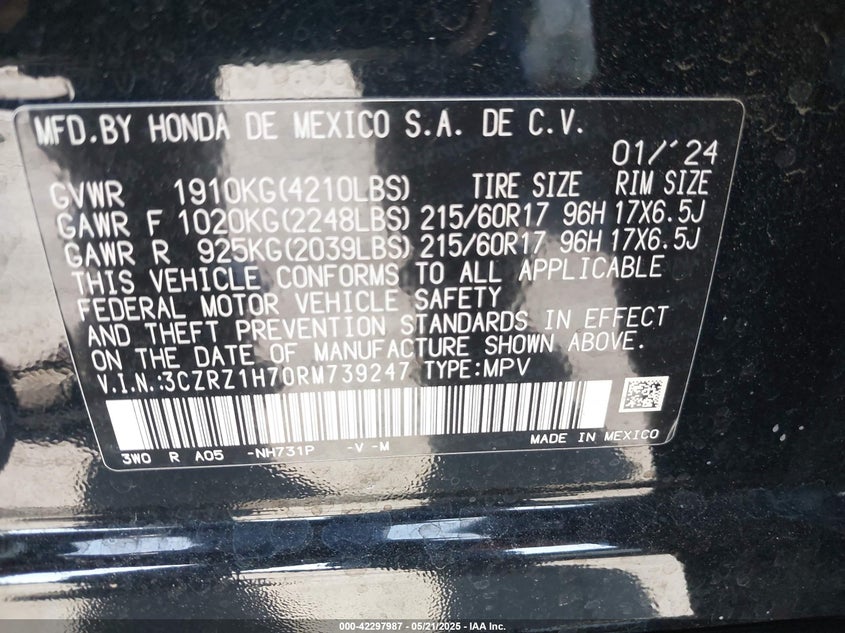 MFD.BY HONDA DE MEXICO S.A. DE C.V.
01/'24
GVWR 1910KG(4210LBS) TIRE SIZE RIM SIZE
GAWR F 1020KG(2248LBS) 215/60R17 96H 17X6.5J
GAWR R 925KG(2039LBS) 215/60R17 96H 17X6.5J
THIS VEHICLE CONFORMS TO ALL APPLICABLE
FEDERAL MOTOR VEHICLE SAFETY
AND THEFT PREVENTION STANDARDS IN EFFECT
ON THE DATE OF MANUFACTURE SHOWN ABOVE.
V.I.N.:3CZRZ1H70RM739247 TYPE:MPV
3W0 R A05 -NH731P -V -M MADE IN MEXICO
000-42297987 - 05/21/2025 - IAA Inc.